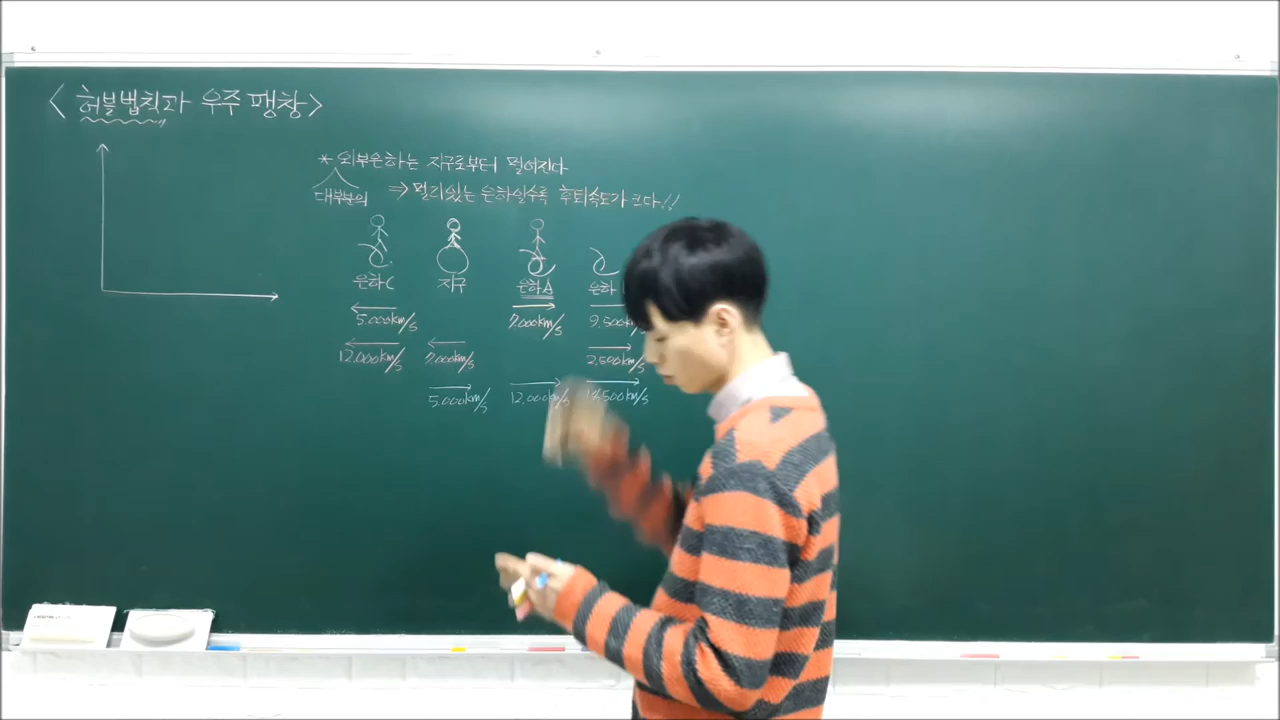 <허블법칙과 우주 팽창>
* 외부은하는 지구로부터 멀어진다
대부분의 ⇒ 멀리있는 은하일수록 후퇴속도가 크다!!
은하C 지구 은하A 은하
5.000km/s 7.000km/s 9.500km/s
12.000km/s 7.000km/s 2.500km/s
5.000km/s 12.000km/s 14.500km/s